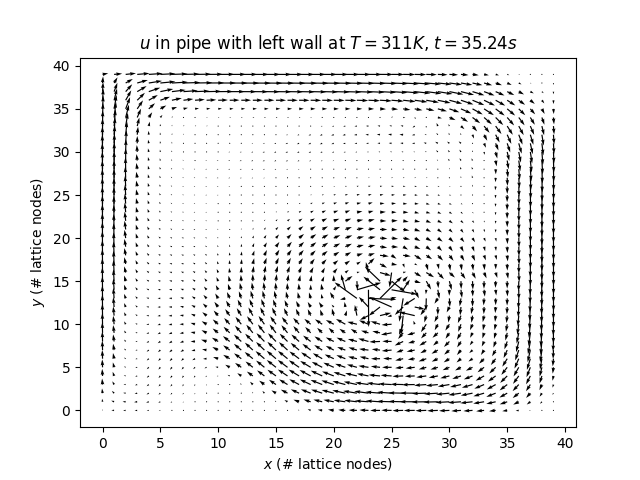 u in pipe with left wall at T = 311K, t = 35.24s
40
35
30
25
20
15
10
5
0
y (# lattice nodes)
0 5 10 15 20 25 30 35 40
x (# lattice nodes)